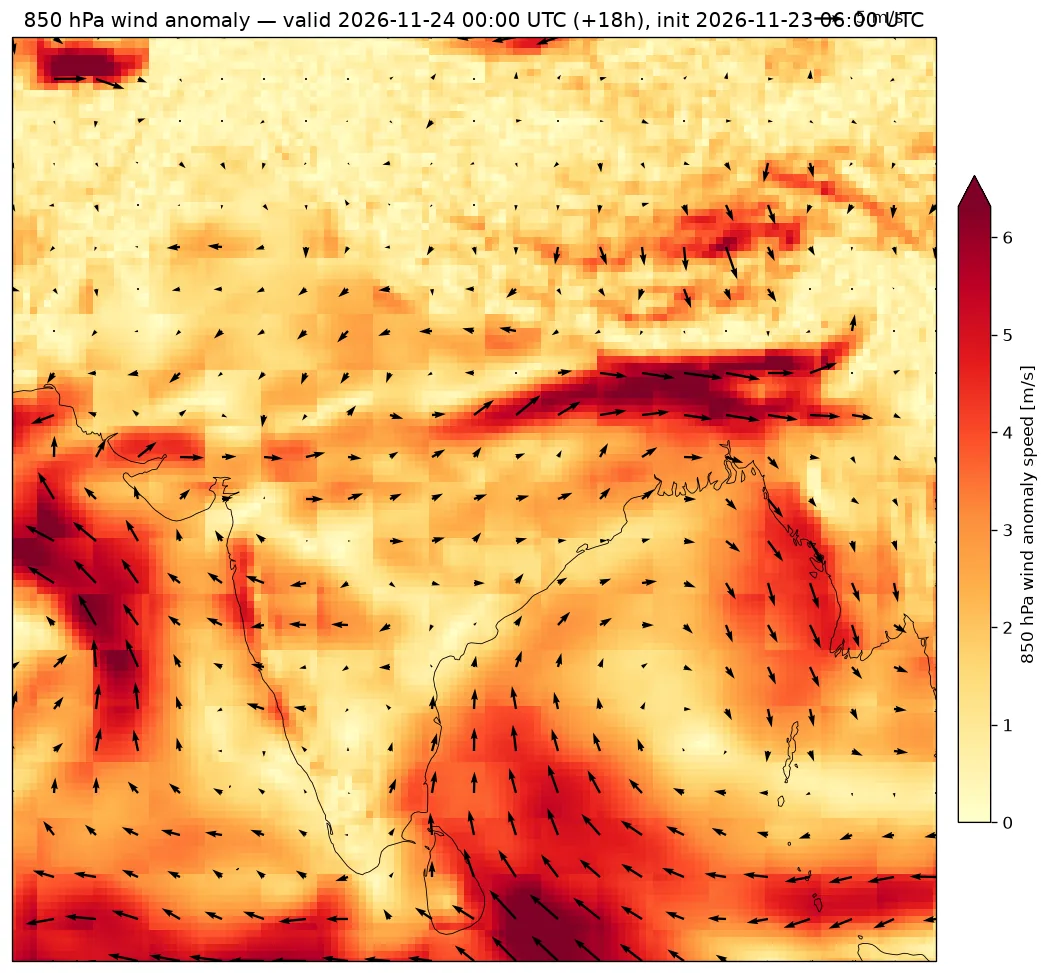 850 hPa wind anomaly — valid 2026-11-24 00:00 UTC (+18h), init 2026-11-23 06:00 UTC
5 m/s
6
5
4
3
2
1
0
850 hPa wind anomaly speed [m/s]